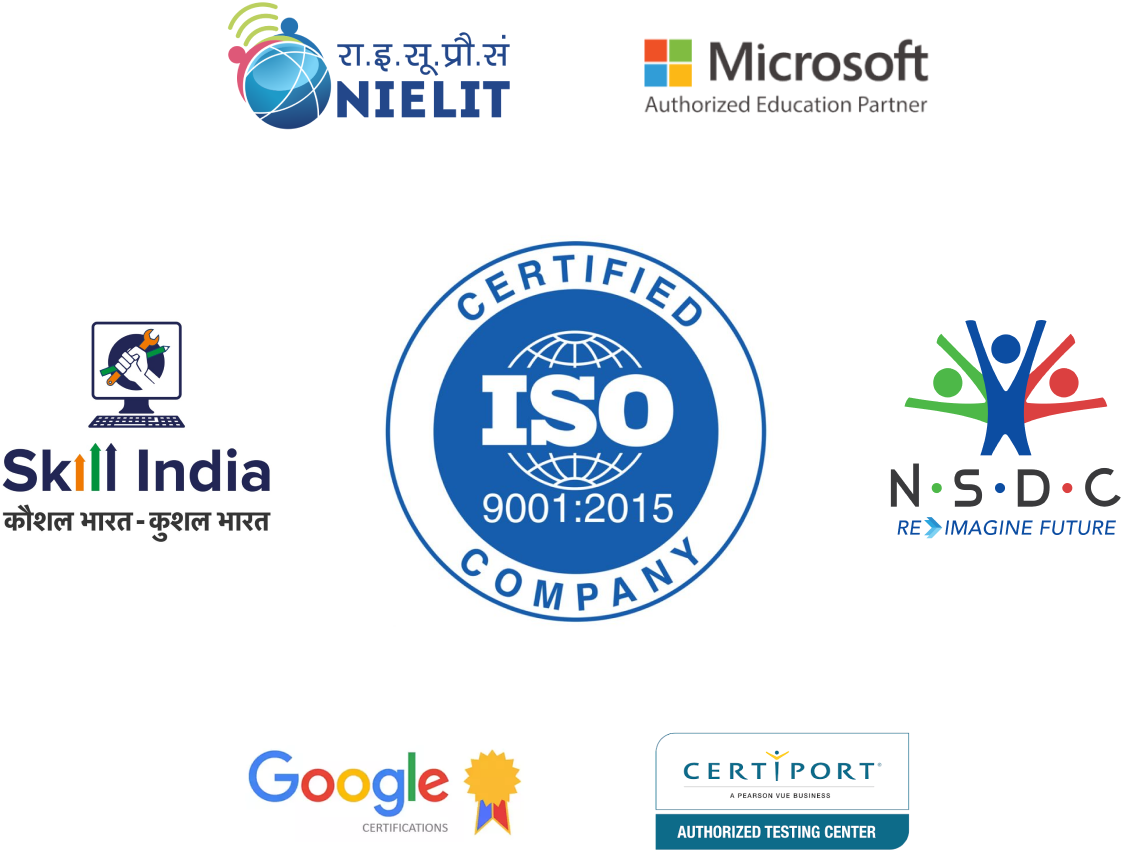 रा.इ.सू.प्रौ.सं
NIELIT
Microsoft
Authorized Education Partner
CERTIFIED
ISO
9001:2015
COMPANY
Skill India
कौशल भारत - कुशल भारत
N·S·D·C
RE IMAGINE FUTURE
Google
CERTIFICATIONS
CERTIPORT®
A PEARSON VUE BUSINESS
AUTHORIZED TESTING CENTER